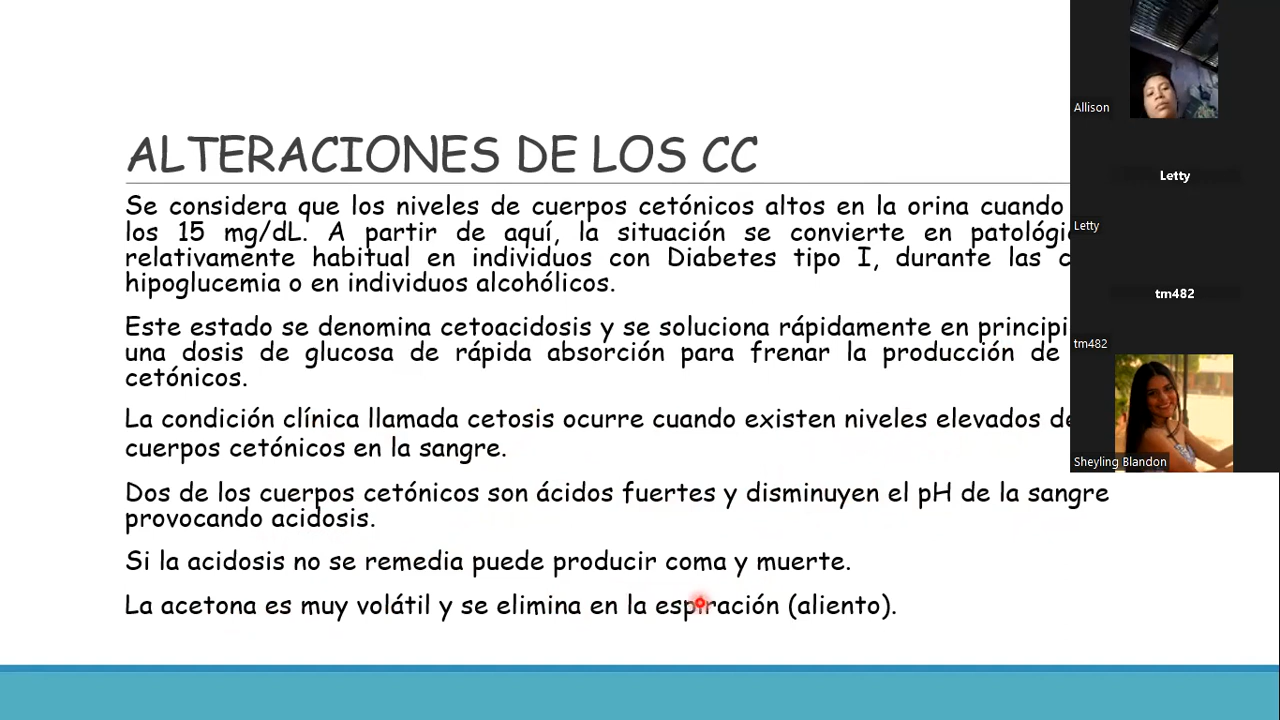 ALTERACIONES DE LOS CC
Se considera que los niveles de cuerpos cetónicos altos en la orina cuando
los 15 mg/dL. A partir de aquí, la situación se convierte en
relativamente habitual en individuos con Diabetes tipo I, durante las
hipoglucemia o en individuos alcohólicos.
Este estado se denomina cetoacidosis y se soluciona rápidamente en
una dosis de glucosa de rápida absorción para frenar la producción de
cetónicos.
La condición clínica llamada cetosis ocurre cuando existen niveles elevados de
cuerpos cetónicos en la sangre.
Dos de los cuerpos cetónicos son ácidos fuertes y disminuyen el pH de la sangre
provocando acidosis.
Si la acidosis no se remedia puede producir coma y muerte.
La acetona es muy volátil y se elimina en la espiración (aliento).
Allison
Letty
Letty
tm482
tm482
Sheyling Blandon